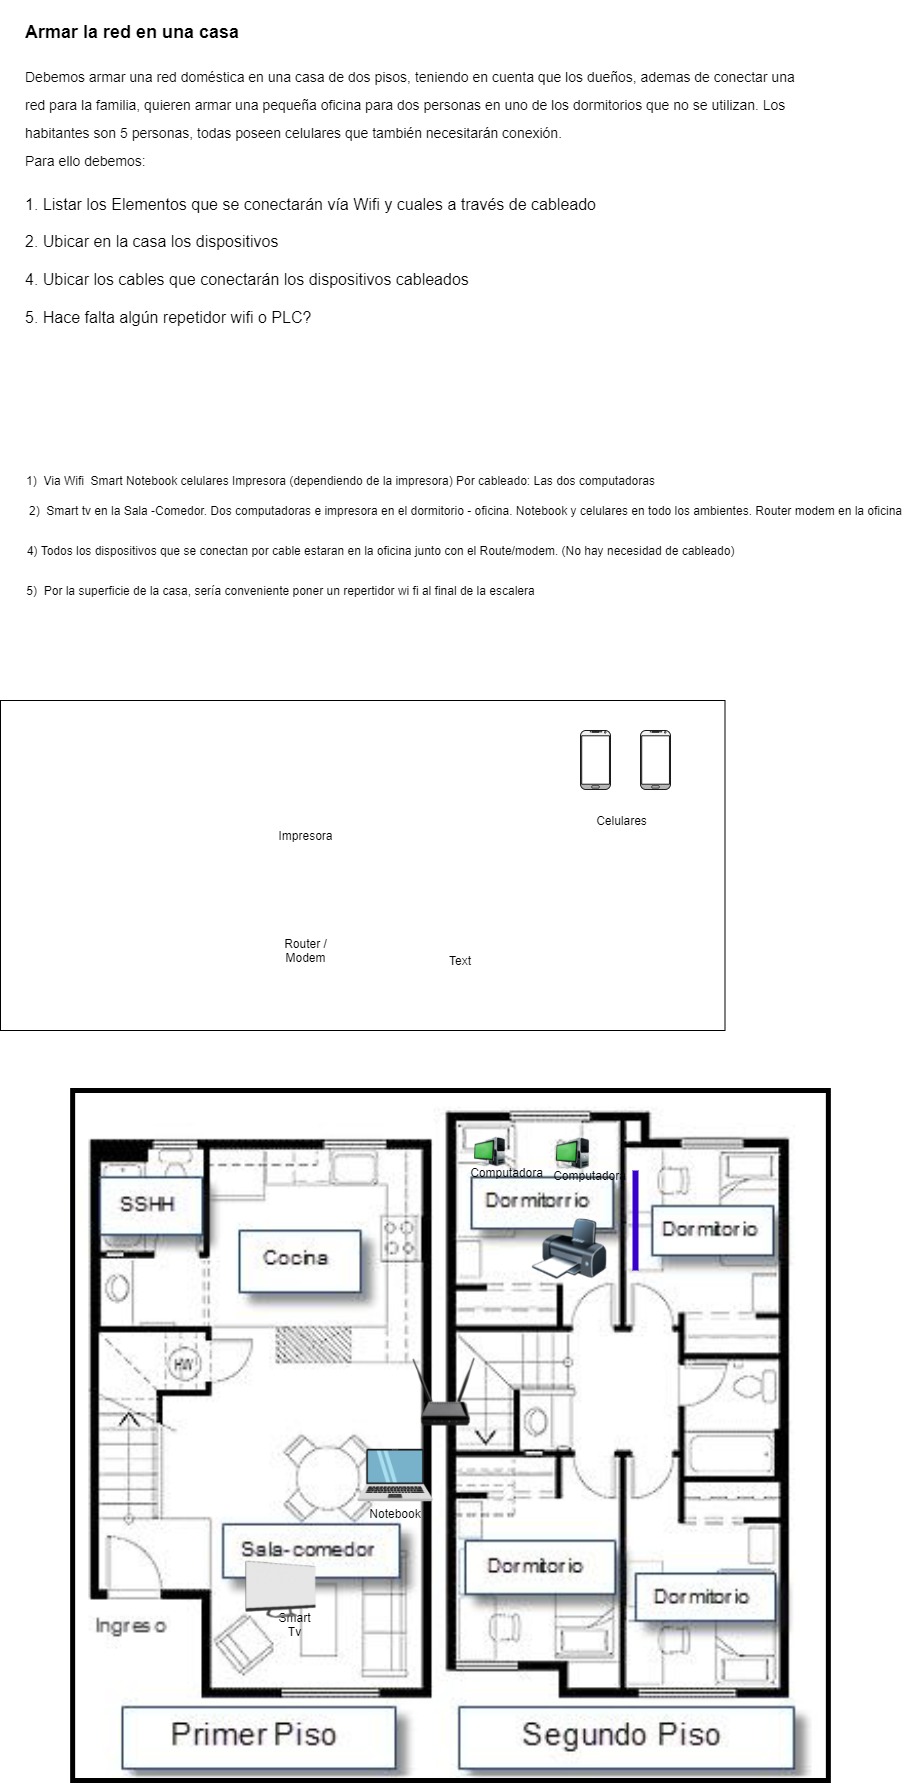 Armar la red en una casa
Debemos armar una red doméstica en una casa de dos pisos, teniendo en cuenta que los dueños, ademas de conectar una
red para la familia, quieren armar una pequeña oficina para dos personas en uno de los dormitorios que no se utilizan. Los
habitantes son 5 personas, todas poseen celulares que también necesitarán conexión.
Para ello debemos:
1. Listar los Elementos que se conectarán vía Wifi y cuales a través de cableado
2. Ubicar en la casa los dispositivos
4. Ubicar los cables que conectarán los dispositivos cableados
5. Hace falta algún repetidor wifi o PLC?
1) Via Wifi Smart Notebook celulares Impresora (dependiendo de la impresora) Por cableado: Las dos computadoras
2) Smart tv en la Sala -Comedor. Dos computadoras e impresora en el dormitorio - oficina. Notebook y celulares en todo los ambientes. Router modem en la oficina
4) Todos los dispositivos que se conectan por cable estaran en la oficina junto con el Route/modem. (No hay necesidad de cableado)
5) Por la superficie de la casa, sería conveniente poner un repertidor wi fi al final de la escalera
Celulares
Impresora
Router /
Modem
Text
Computadora
Computadora
SSHH
Dormitorrio
Dormitorio
Cocina
HW
Notebook
Sala-comedor
Dormitorio
Dormitorio
Smart
Tv
Ingreso
Primer Piso
Segundo Piso